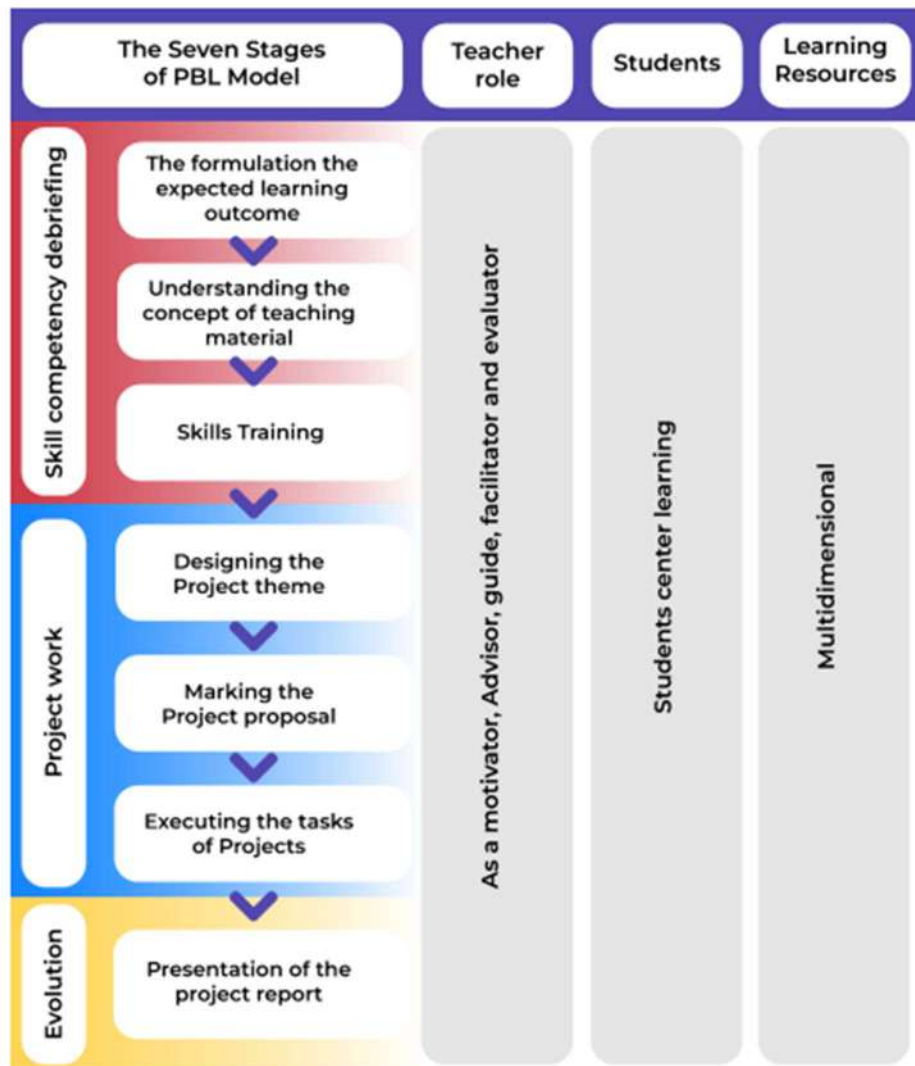 The Seven Stages
of PBL Model
Teacher
role
Students
Learning
Resources
Skill competency debriefing
The formulation the
expected learning
outcome
Understanding the
concept of teaching
material
Skills Training
Project work
Designing the
Project theme
Marking the
Project proposal
Executing the tasks
of Projects
Evolution
Presentation of the
project report
As a motivator, Advisor, guide, facilitator and evaluator
Students center learning
Multidimensional